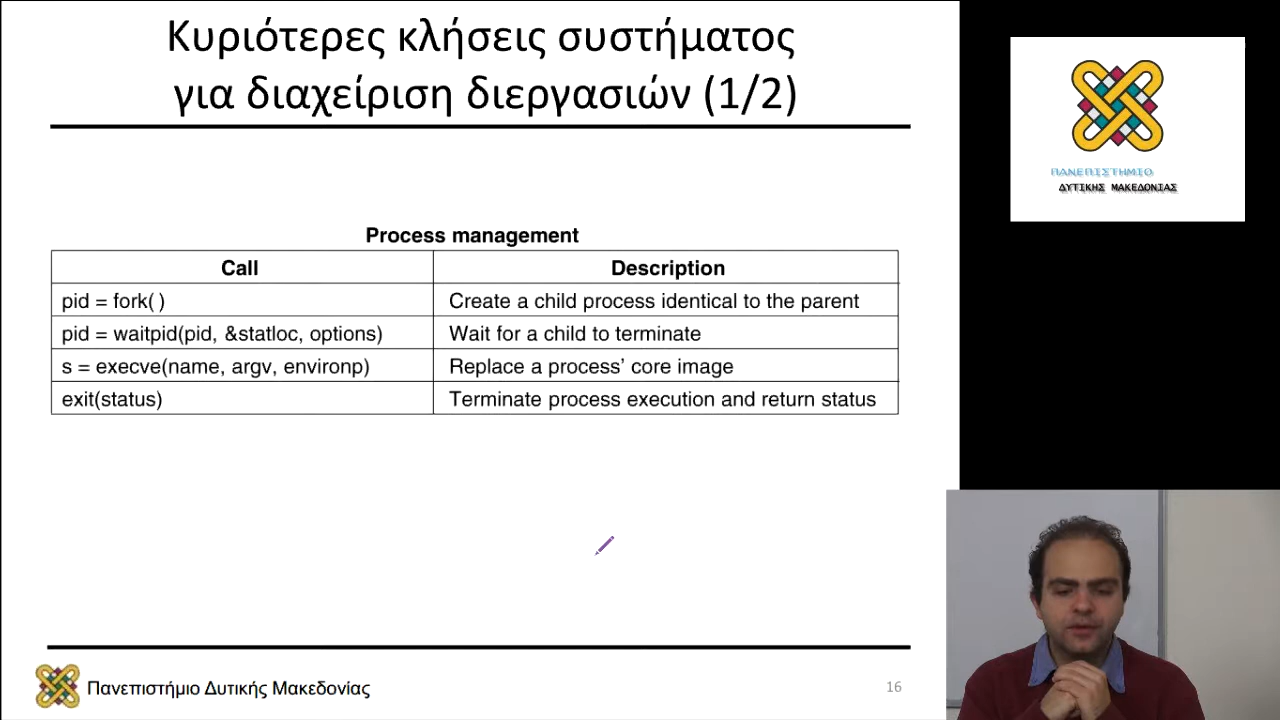 Κυριότερες κλήσεις συστήματος
για διαχείριση διεργασιών (1/2)
ΠΑΝΕΠΙΣΤΗΜΙΟ
ΔΥΤΙΚΗΣ ΜΑΚΕΔΟΝΙΑΣ
Process management
Call Description
pid = fork( ) Create a child process identical to the parent
pid = waitpid(pid, &statloc, options) Wait for a child to terminate
s = execve(name, argv, environp) Replace a process’ core image
exit(status) Terminate process execution and return status
Πανεπιστήμιο Δυτικής Μακεδονίας
16